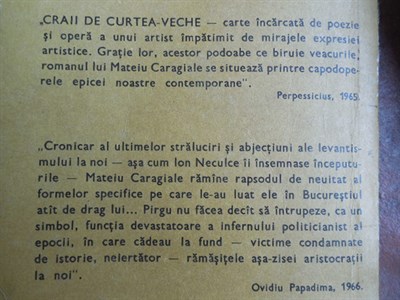 „CRAII DE CURTEA-VECHE — carte încărcată de poezie
și operă a unui artist împătimit de mirajele expresiei
artistice. Grație lor, acestor podoabe ce biruie veacurile,
romanul lui Mateiu Caragiale se situează printre capodope-
rele epicei noastre contemporane".
Perpessicius, 1965.
„Cronicar al ultimelor străluciri și abjecțiuni ale levantis-
mului la noi — așa cum Ion Neculce îi însemnase începutu-
rile — Mateiu Caragiale rămîne rapsodul de neuitat al
formelor specifice pe care le-au luat ele în Bucureștiul
atît de drag lui... Pirgu nu făcea decît să întrupeze, ca un
simbol, funcția devastatoare a infernului politicianist al
epocii, în care cădeau la fund — victime condamnate
de istorie, neiertător — rămășițele așa-zisei aristocrații
la noi".
Ovidiu Papadima, 1966.